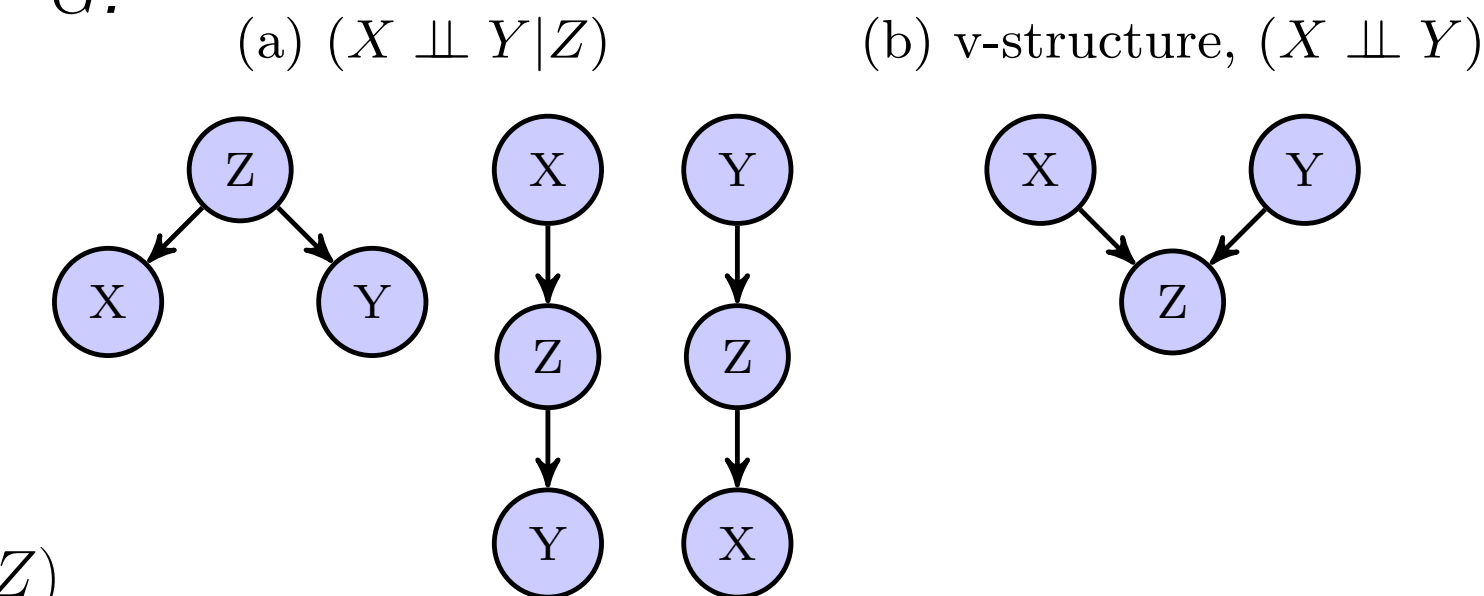 G.
(a) (X ⫫ Y|Z) (b) v-structure, (X ⫫ Y)
Z X Y X Y
X Y Z
Z Z
Y X
Z)